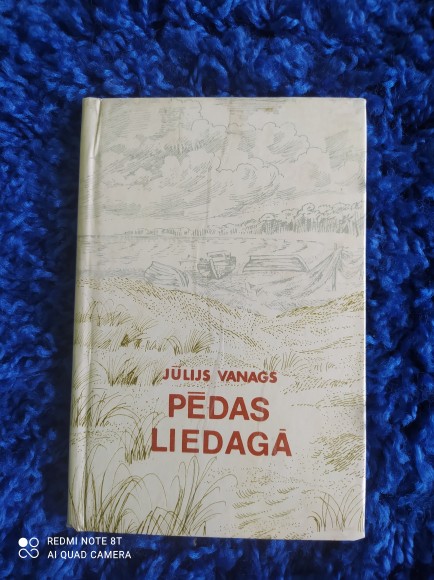 JŪLIJS VANAGS
PĒDAS
LIEDAGĀ
REDMI NOTE 8T
AI QUAD CAMERA